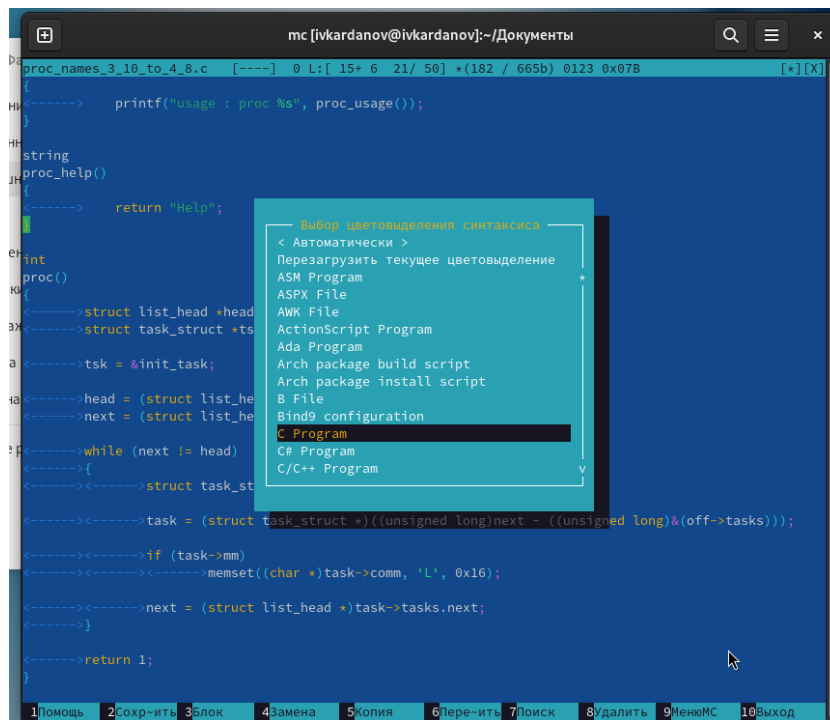 mc [ivkardanov@ivkardanov]:~/Документы
proc_names_3_10_to_4_8.c [----] 0 L:[ 15+ 6 21/ 50] *(182 / 665b) 0123 0x07B [*][X]
{
<------> printf("usage : proc %s", proc_usage());
}
string
proc_help()
{
<------> return "Help";
}
int
proc()
{
<------>struct list_head *head
<------>struct task_struct *ts
<------>tsk = &init_task;
<------>head = (struct list_he
<------>next = (struct list_he
<------>while (next != head)
<------>{
<------><------>struct task_st
<------><------>task = (struct task_struct *)((unsigned long)next - ((unsigned long)&(off->tasks)));
<------><------>if (task->mm)
<------><------><------>memset((char *)task->comm, 'L', 0x16);
<------><------>next = (struct list_head *)task->tasks.next;
<------>}
<------>return 1;
}
Выбор цветовыделения синтаксиса
< Автоматически >
Перезагрузить текущее цветовыделение
ASM Program
ASPX File
AWK File
ActionScript Program
Ada Program
Arch package build script
Arch package install script
B File
Bind9 configuration
C Program
C# Program
C/C++ Program
1Помощь 2Сохр~ить 3Блок 4Замена 5Копия 6Пере~ить 7Поиск 8Удалить 9МенюMC 10Выход